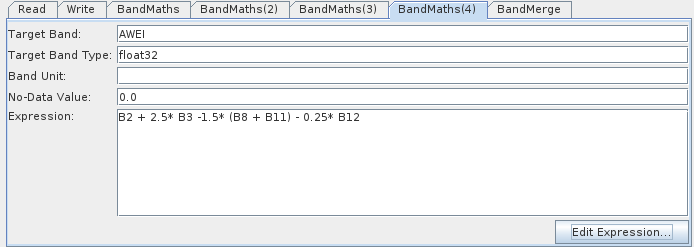 Read Write BandMaths BandMaths(2) BandMaths(3) BandMaths(4) BandMerge
Target Band: AWEI
Target Band Type: float32
Band Unit:
No-Data Value: 0.0
Expression: B2 + 2.5* B3 -1.5* (B8 + B11) - 0.25* B12
Edit Expression...